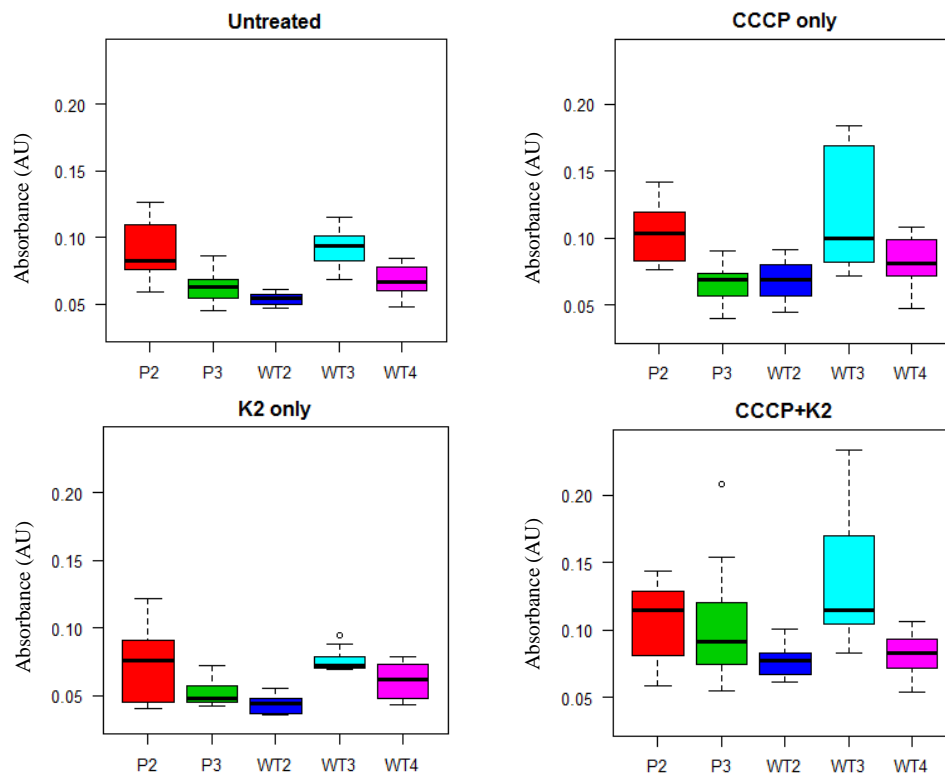 Untreated
Absorbance (AU)
0.20
0.15
0.10
0.05
P2 P3 WT2 WT3 WT4
CCCP only
Absorbance (AU)
0.20
0.15
0.10
0.05
P2 P3 WT2 WT3 WT4
K2 only
Absorbance (AU)
0.20
0.15
0.10
0.05
P2 P3 WT2 WT3 WT4
CCCP+K2
Absorbance (AU)
0.20
0.15
0.10
0.05
P2 P3 WT2 WT3 WT4